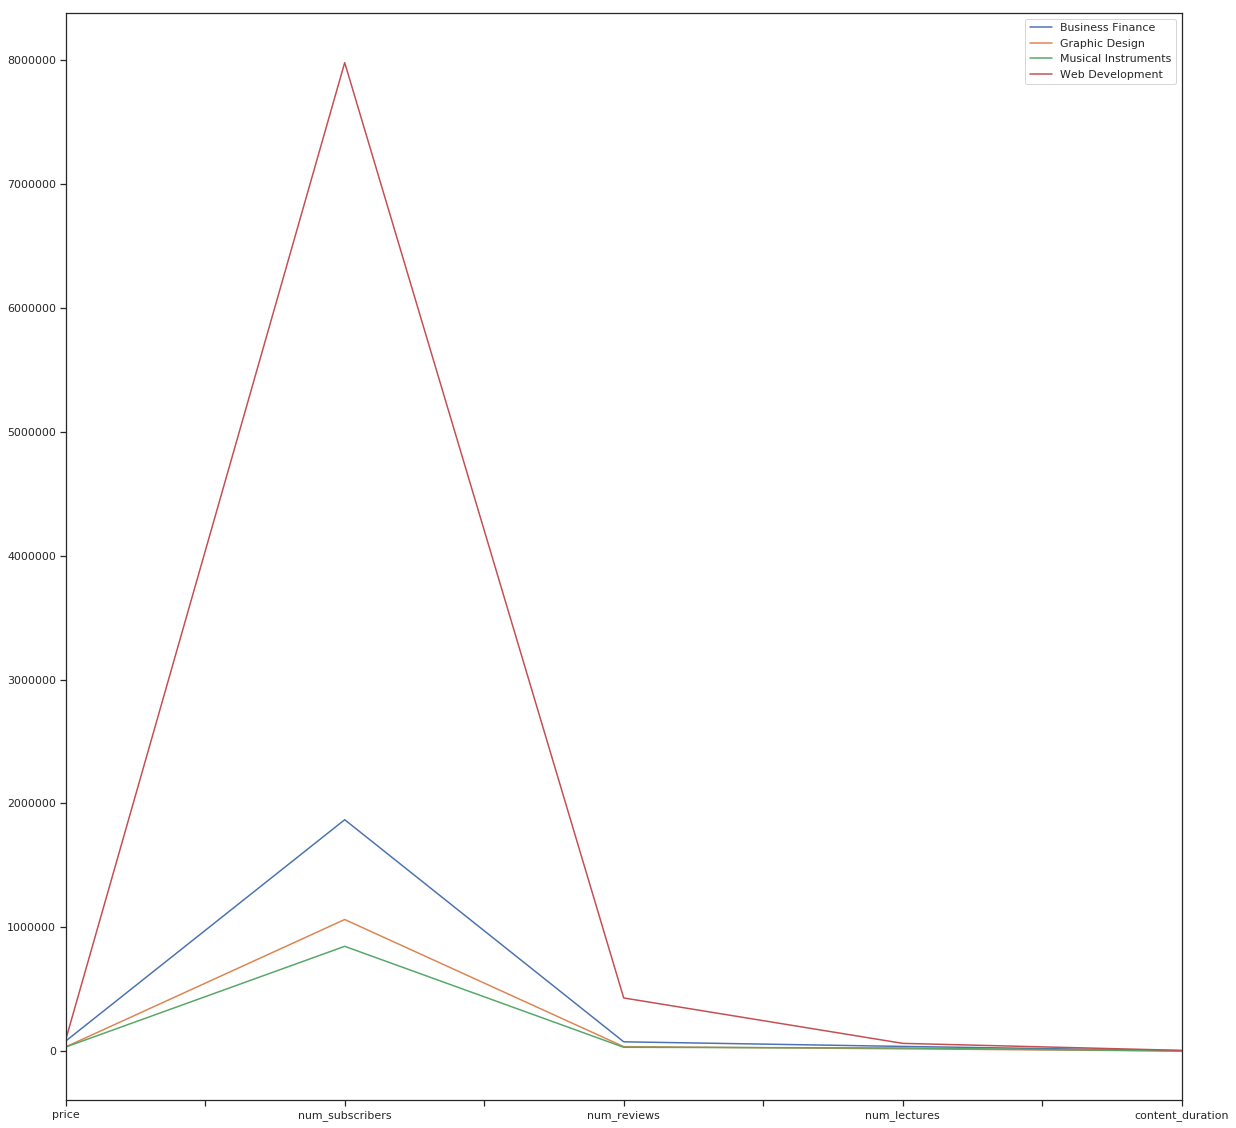 Business Finance
Graphic Design
Musical Instruments
Web Development
8000000
7000000
6000000
5000000
4000000
3000000
2000000
1000000
0
price num_subscribers num_reviews num_lectures content_duration